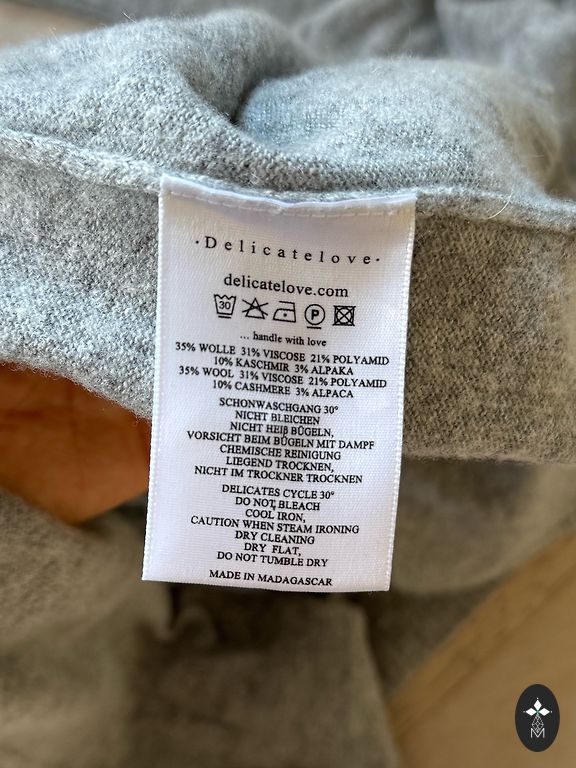 ·Delicatelove·
delicatelove.com
30 P
... handle with love
35% WOLLE 31% VISCOSE 21% POLYAMID
10% KASCHMIR 3% ALPAKA
35% WOOL 31% VISCOSE 21% POLYAMID
10% CASHMERE 3% ALPACA
SCHONWASCHGANG 30°
NICHT BLEICHEN
NICHT HEIß BÜGELN,
VORSICHT BEIM BÜGELN MIT DAMPF
CHEMISCHE REINIGUNG
LIEGEND TROCKNEN,
NICHT IM TROCKNER TROCKNEN
DELICATES CYCLE 30°
DO NOT BLEACH
COOL IRON,
CAUTION WHEN STEAM IRONING
DRY CLEANING
DRY FLAT,
DO NOT TUMBLE DRY
MADE IN MADAGASCAR
M